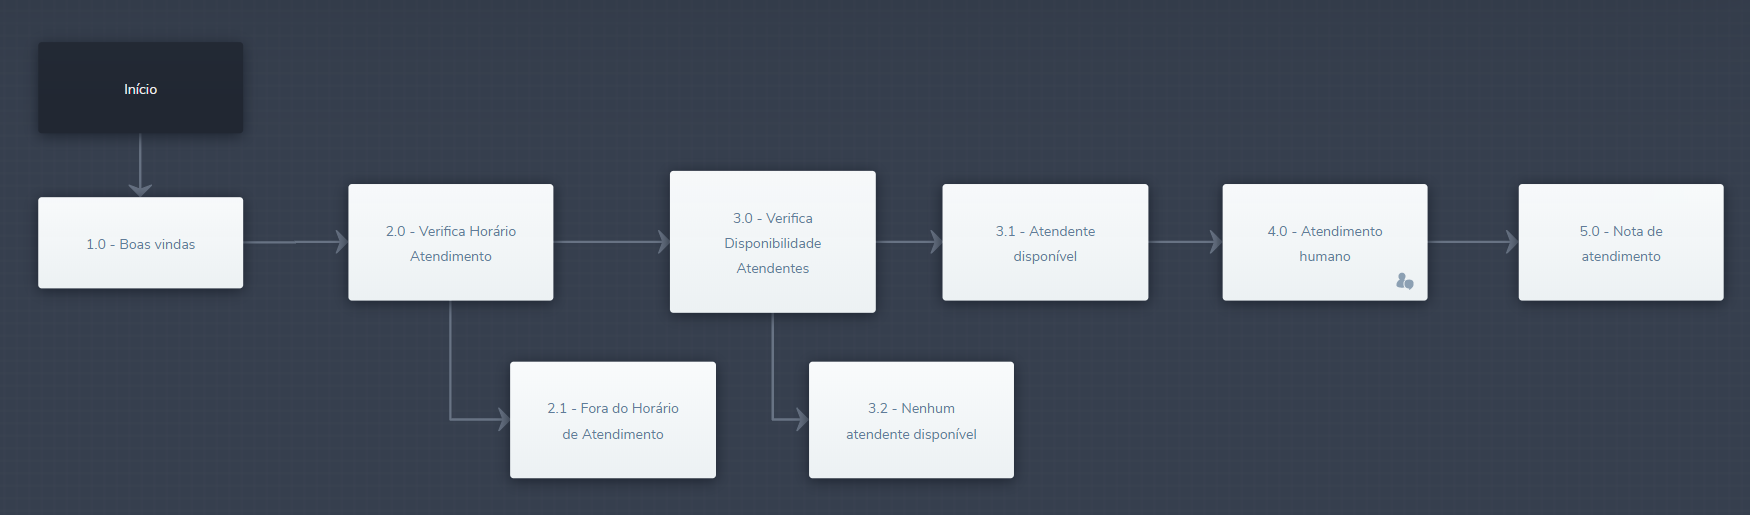 Início
1.0 - Boas vindas
2.0 - Verifica Horário
Atendimento
3.0 - Verifica
Disponibilidade
Atendentes
3.1 - Atendente
disponível
4.0 - Atendimento
humano
5.0 - Nota de
atendimento
2.1 - Fora do Horário
de Atendimento
3.2 - Nenhum
atendente disponível